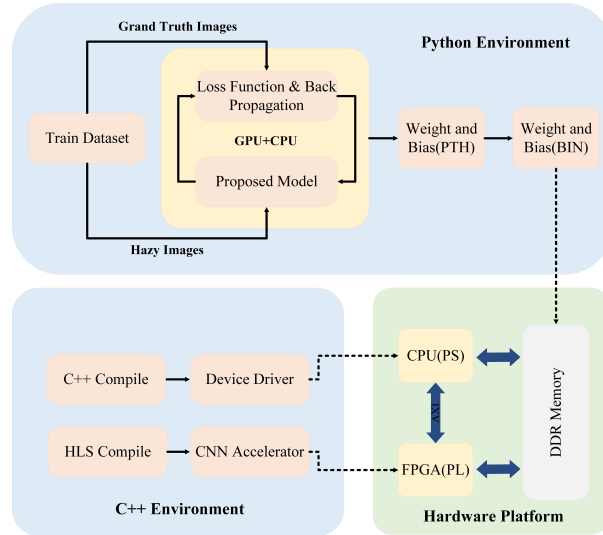 Grand Truth Images
Python Environment
Loss Function & Back
Propagation
Train Dataset
GPU+CPU
Weight and
Bias(PTH)
Weight and
Bias(BIN)
Proposed Model
Hazy Images
C++ Compile
Device Driver
CPU(PS)
AXI
DDR Memory
HLS Compile
CNN Accelerator
FPGA(PL)
C++ Environment
Hardware Platform